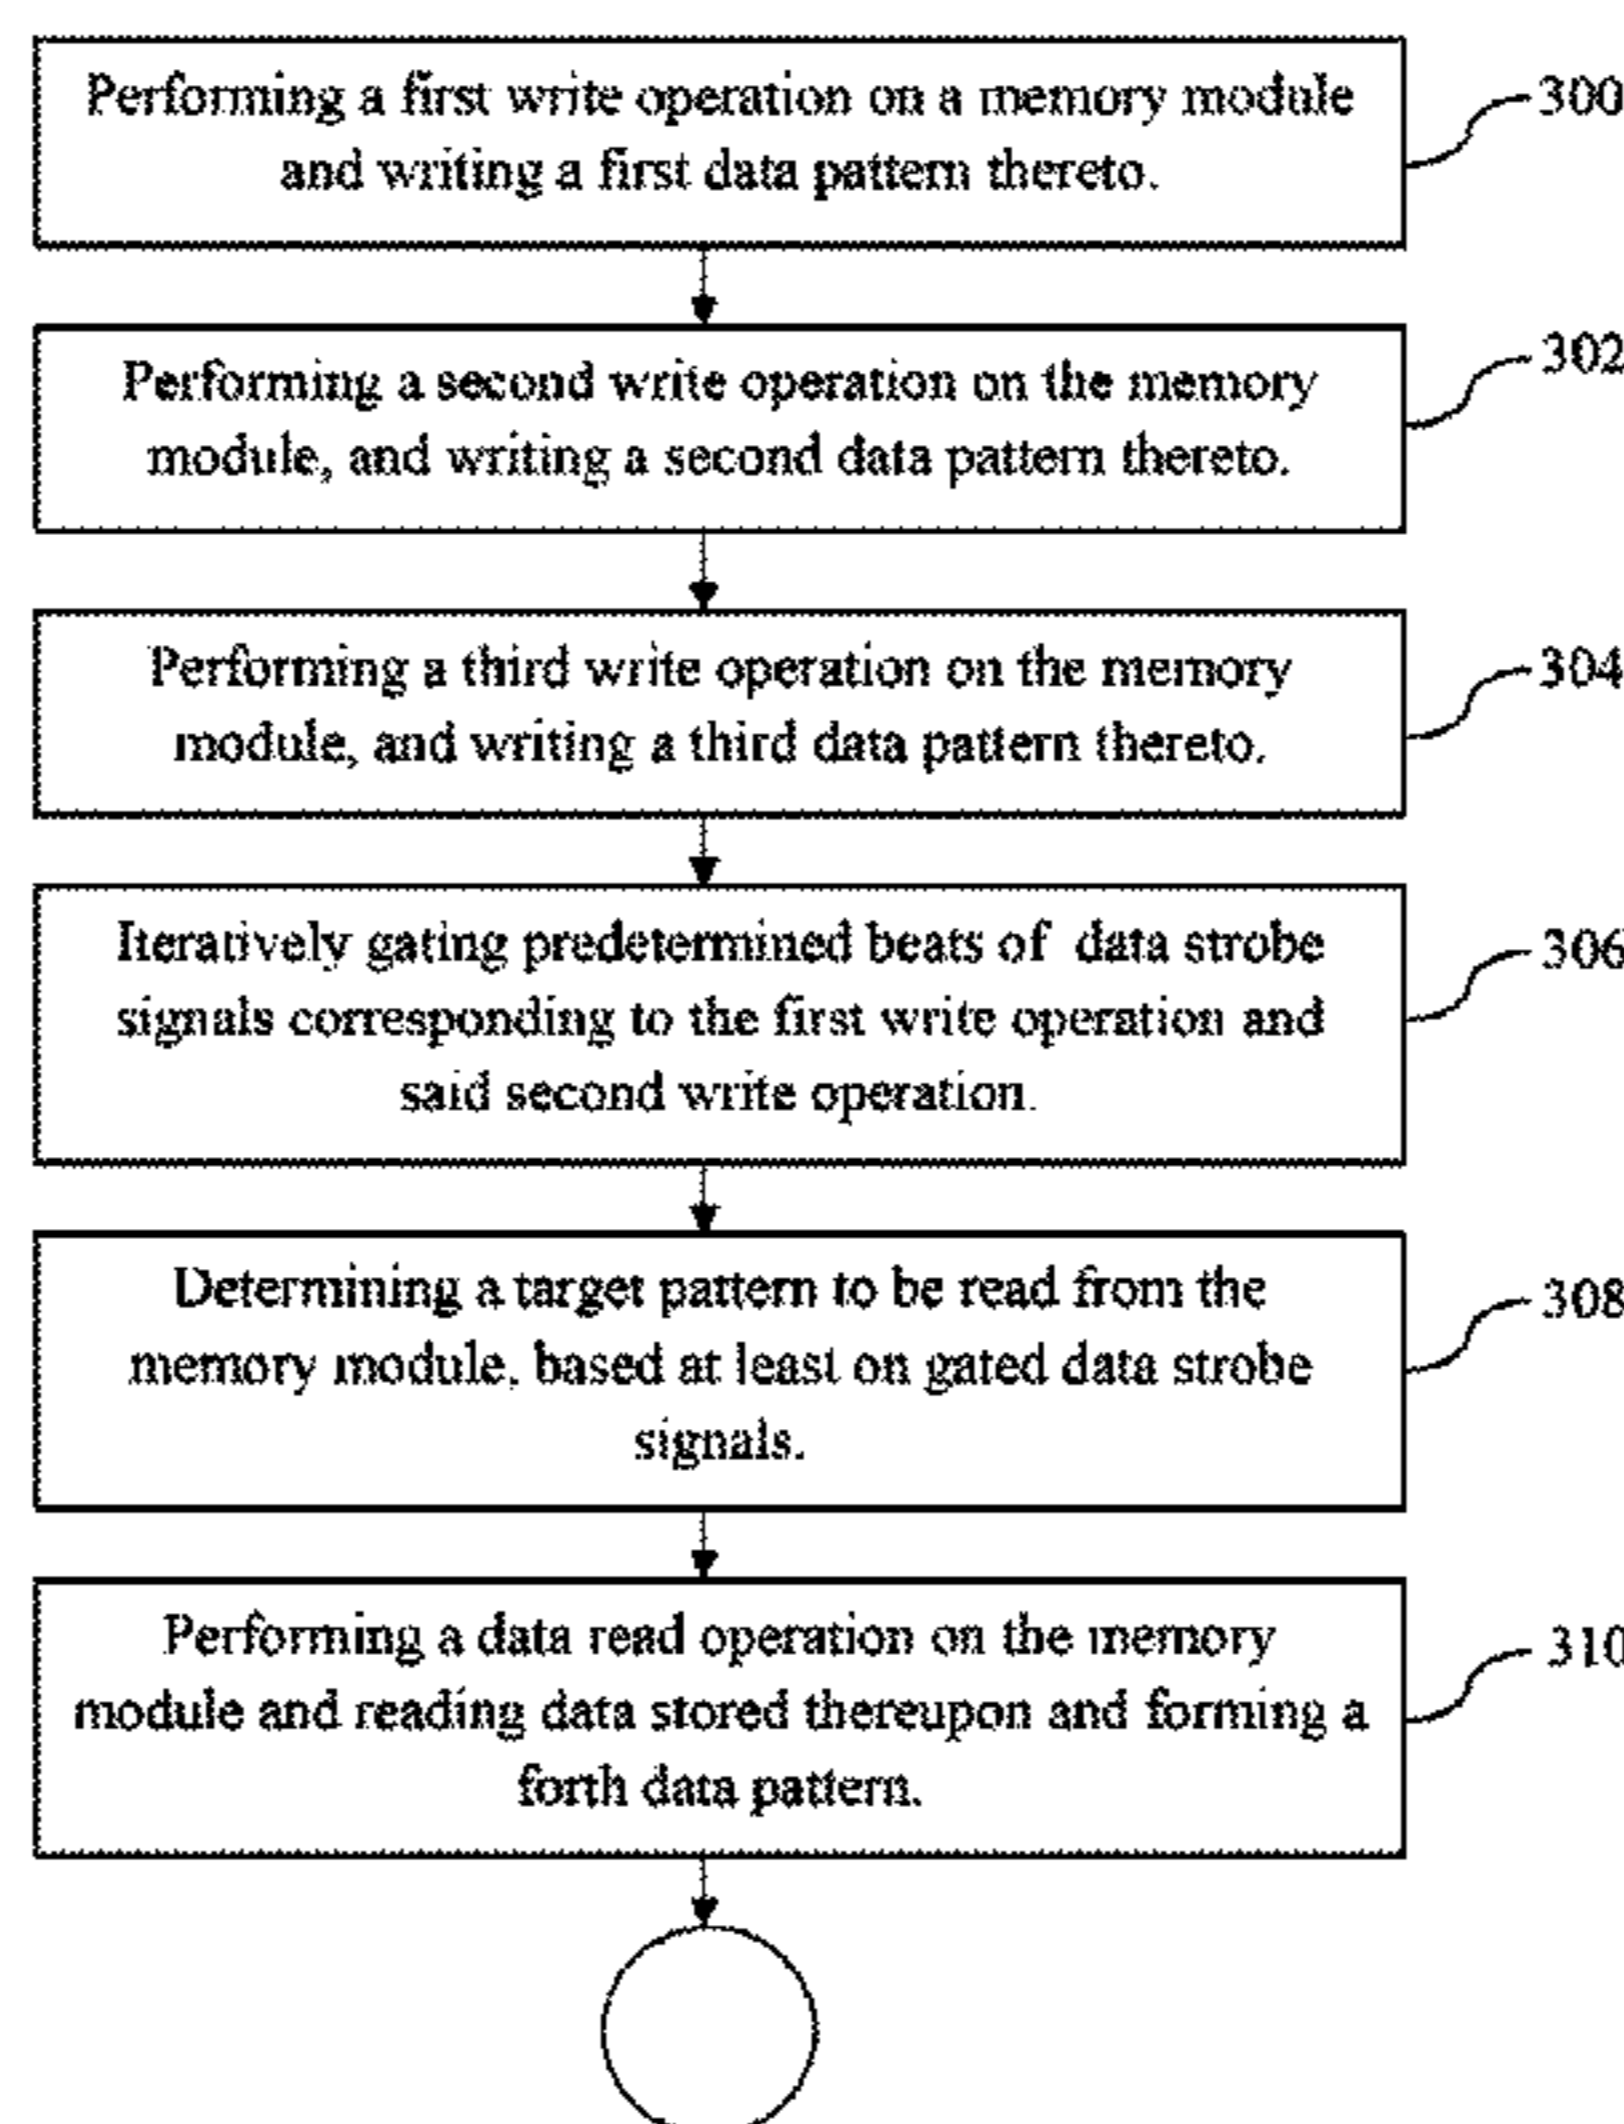 Performing a first write operation on a memory module
and writing a first data pattern thereto.
300
Performing a second write operation on the memory
module, and writing a second data pattern thereto.
302
Performing a third write operation on the memory
module, and writing a third data pattern thereto.
304
Iteratively gating predetermined beats of data strobe
signals corresponding to the first write operation and
said second write operation.
306
Determining a target pattern to be read from the
memory module, based at least on gated data strobe
signals.
308
Performing a data read operation on the memory
module and reading data stored thereupon and forming a
forth data pattern.
310